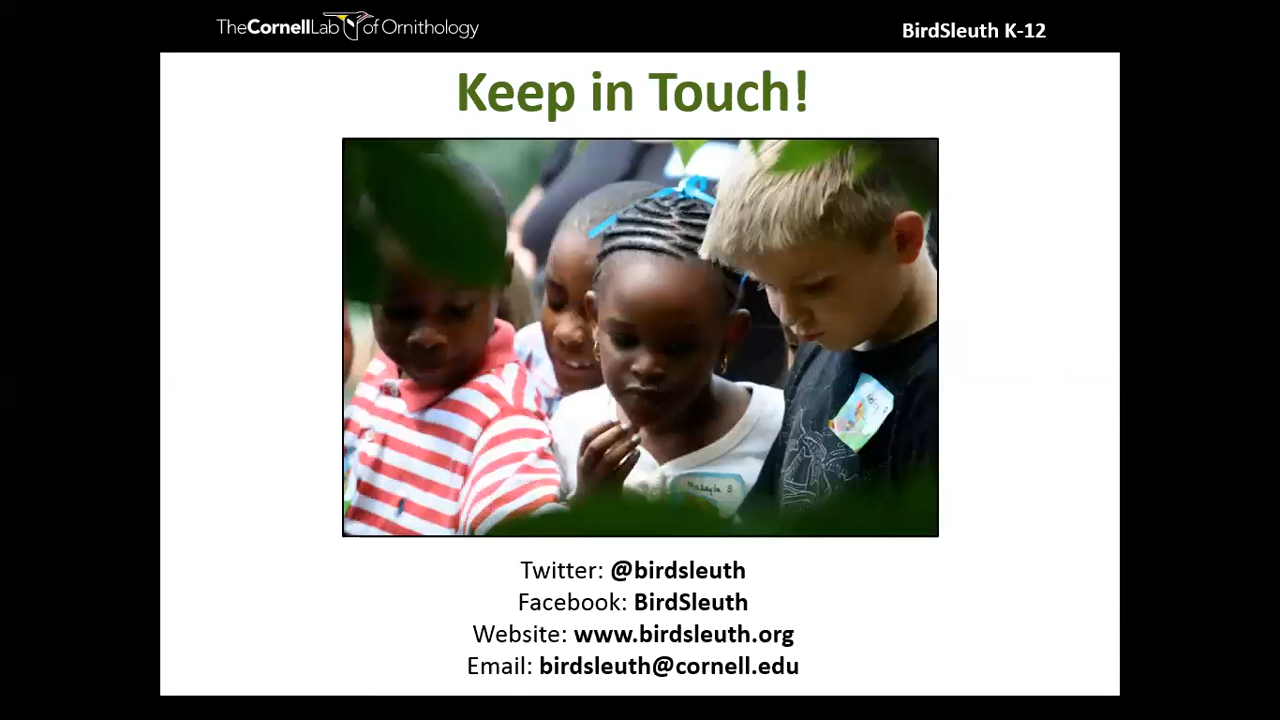 TheCornellLab of Ornithology
BirdSleuth K-12
Keep in Touch!
Makayla S.
Twitter: @birdsleuth
Facebook: BirdSleuth
Website: www.birdsleuth.org
Email: birdsleuth@cornell.edu